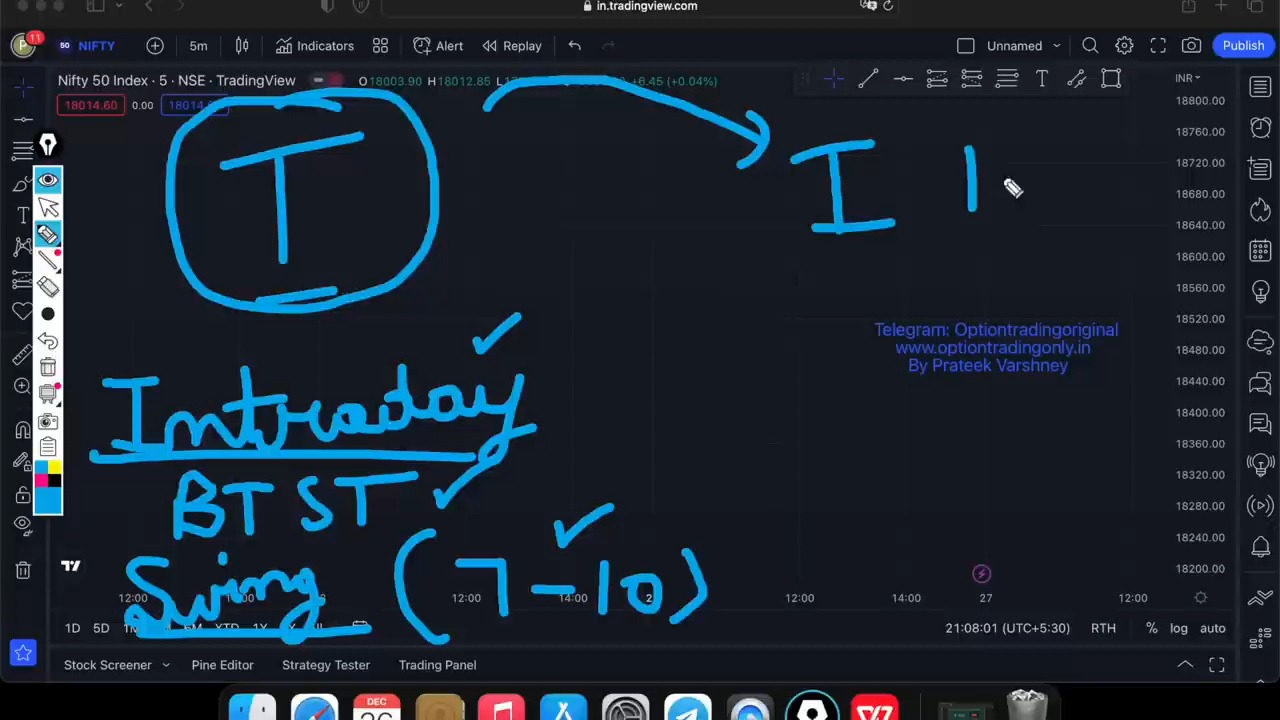 in.tradingview.com
11
P
50 NIFTY 5m Indicators Alert Replay Unnamed Publish
Nifty 50 Index · 5 · NSE - TradingView O18003.90 H18012.85 +6.45 (+0.04%) INR
18014.60 0.00
18800.00
18760.00
18720.00
18680.00
18640.00
18600.00
18560.00
18520.00
18480.00
18440.00
18400.00
18360.00
18320.00
18280.00
18240.00
18200.00
T
I I
Telegram: Optiontradingoriginal
www.optiontradingonly.in
By Prateek Varshney
Intraday
BTST
Swing (7-10)
12:00 12:00 14:00 12:00 14:00 27 12:00
1D 5D 21:08:01 (UTC+5:30) RTH % log auto
Stock Screener Pine Editor Strategy Tester Trading Panel
DEC